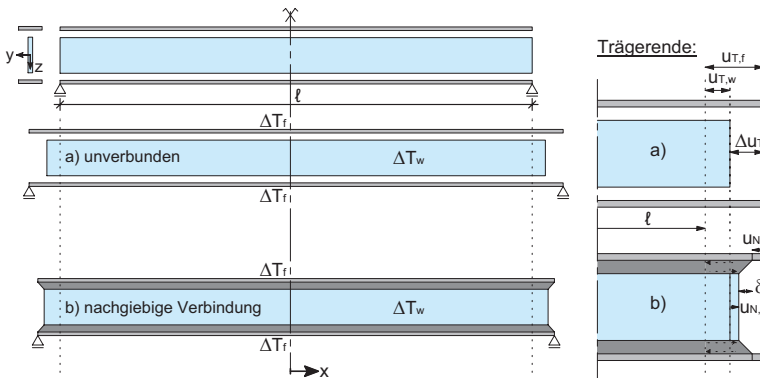 y
z
ℓ
ΔTf
a) unverbunden
ΔTw
ΔTf
ΔTf
b) nachgiebige Verbindung
ΔTw
ΔTf
x
Trägerende:
uT,f
uT,w
a)
ΔuT
ℓ
uN
b)
δ
uN,